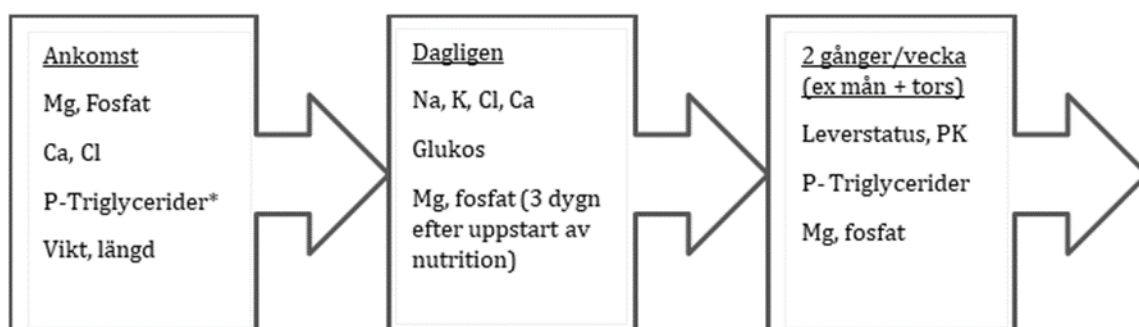 Ankomst
Mg, Fosfat
Ca, Cl
P-Triglycerider*
Vikt, längd
Dagligen
Na, K, Cl, Ca
Glukos
Mg, fosfat (3 dygn
efter uppstart av
nutrition)
2 gånger/vecka
(ex mån + tors)
Leverstatus, PK
P- Triglycerider
Mg, fosfat